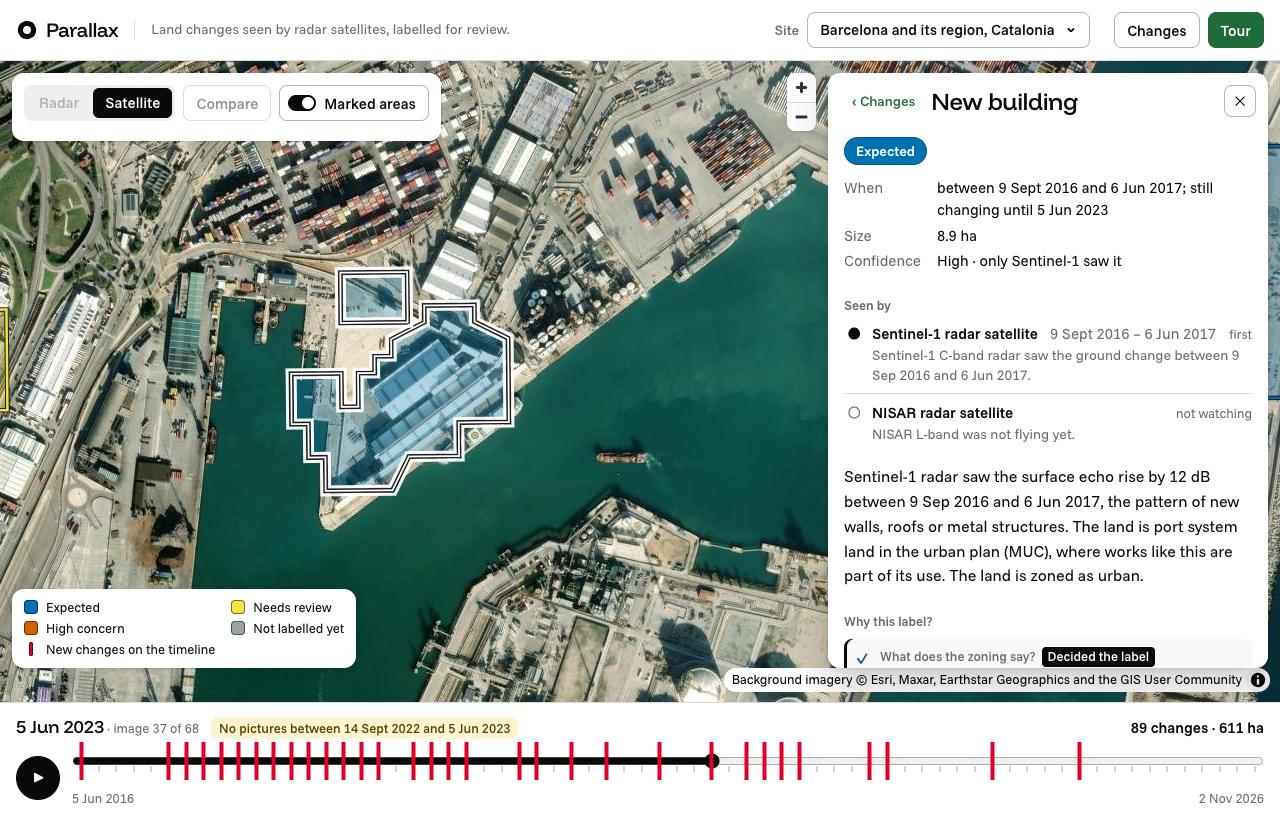 Parallax
Land changes seen by radar satellites, labelled for review.
Site
Barcelona and its region, Catalonia
Changes
Tour
Radar
Satellite
Compare
Marked areas
+
−
‹ Changes
New building
Expected
When
between 9 Sept 2016 and 6 Jun 2017; still
changing until 5 Jun 2023
Size
8.9 ha
Confidence
High · only Sentinel-1 saw it
Seen by
Sentinel-1 radar satellite 9 Sept 2016 – 6 Jun 2017 first
Sentinel-1 C-band radar saw the ground change between 9
Sep 2016 and 6 Jun 2017.
NISAR radar satellite not watching
NISAR L-band was not flying yet.
Sentinel-1 radar saw the surface echo rise by 12 dB
between 9 Sep 2016 and 6 Jun 2017, the pattern of new
walls, roofs or metal structures. The land is port system
land in the urban plan (MUC), where works like this are
part of its use. The land is zoned as urban.
Why this label?
What does the zoning say? Decided the label
Expected
Needs review
High concern
Not labelled yet
New changes on the timeline
Background imagery © Esri, Maxar, Earthstar Geographics and the GIS User Community
5 Jun 2023 · image 37 of 68
No pictures between 14 Sept 2022 and 5 Jun 2023
89 changes · 611 ha
5 Jun 2016
2 Nov 2026